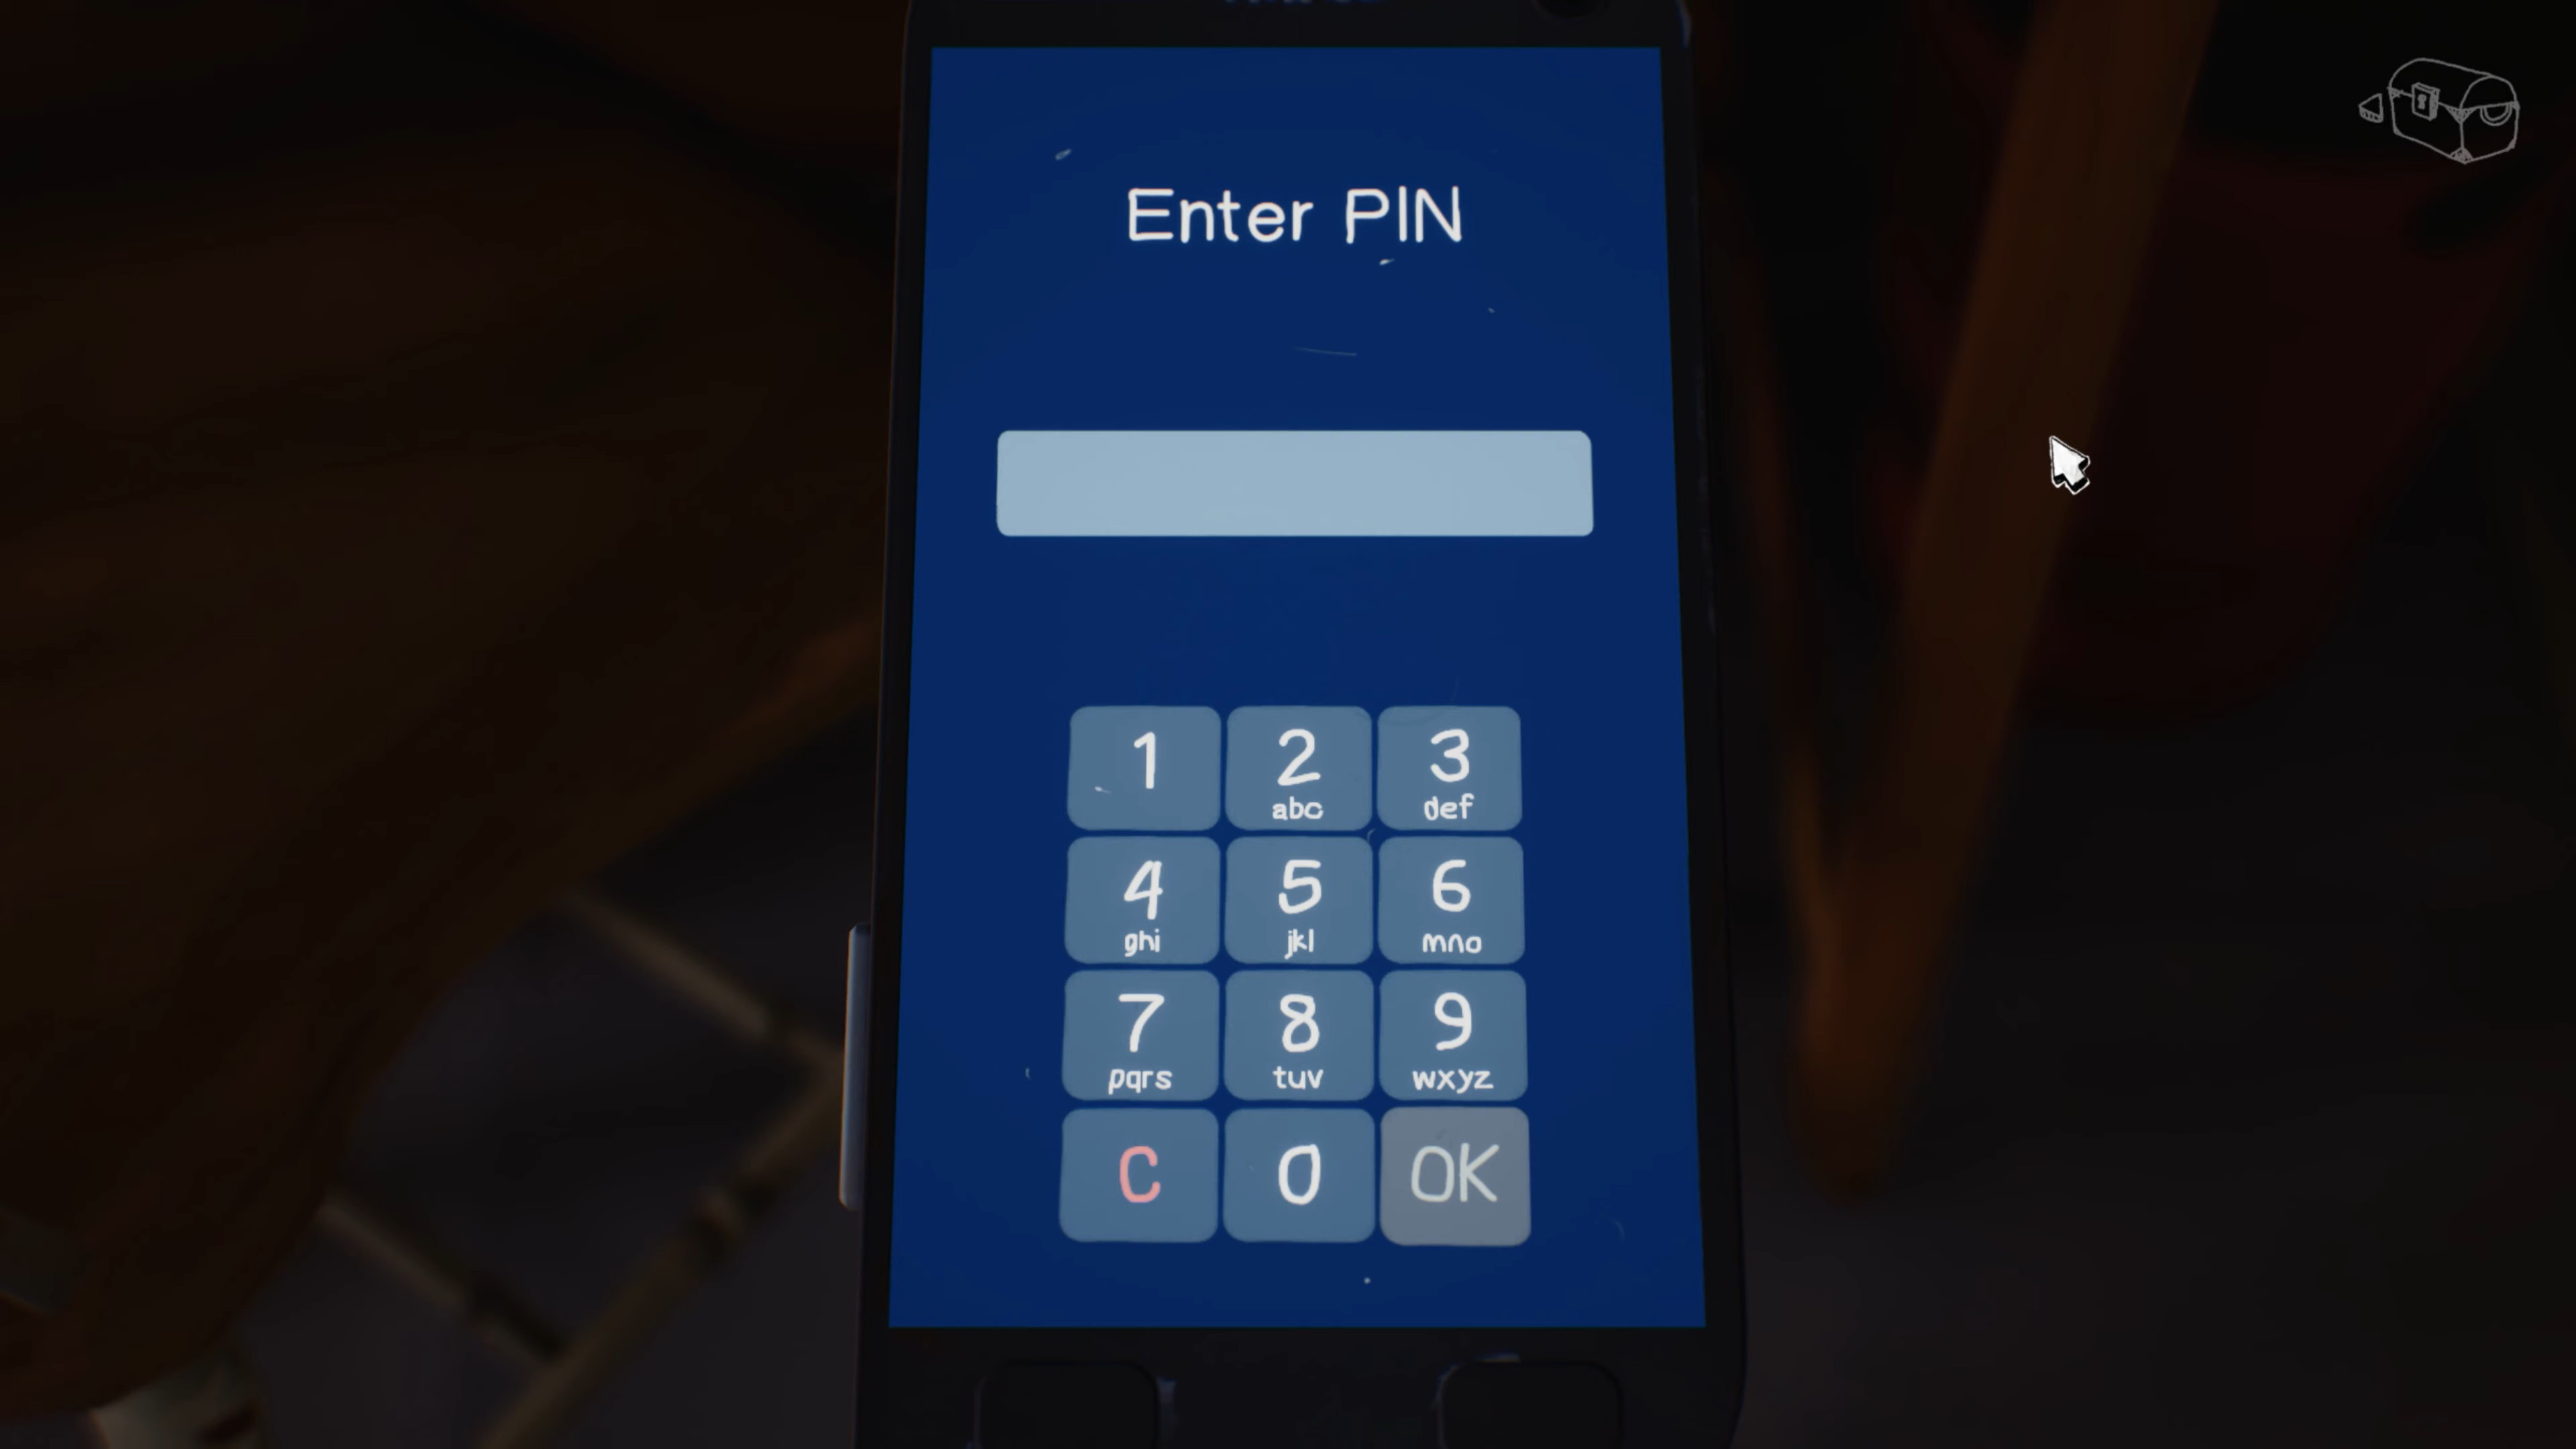 Enter PIN
1 2 3
abc def
4 5 6
ghi jkl mno
7 8 9
pqrs tuv wxyz
C 0 OK